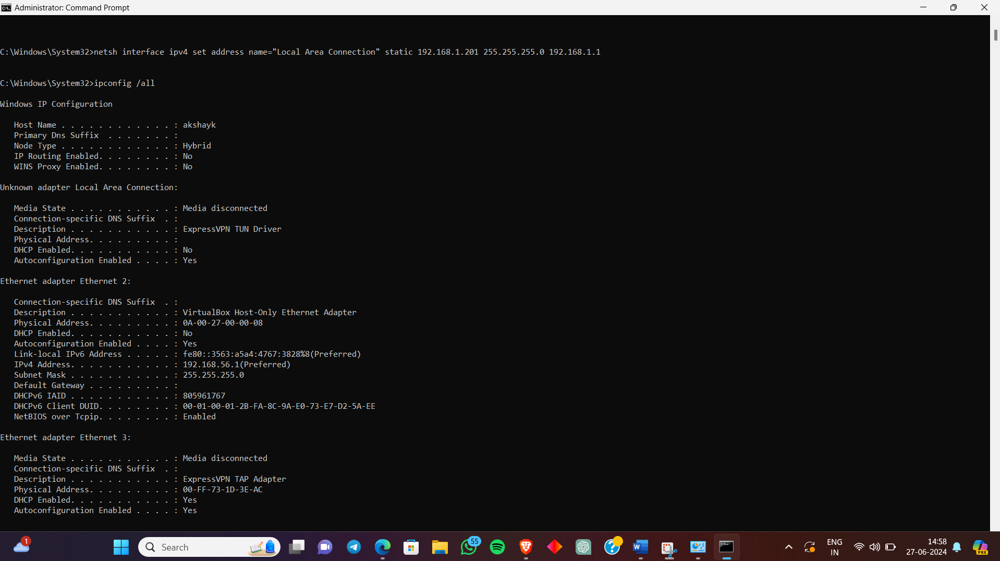 Administrator: Command Prompt
C:\Windows\System32>netsh interface ipv4 set address name="Local Area Connection" static 192.168.1.201 255.255.255.0 192.168.1.1
C:\Windows\System32>ipconfig /all
Windows IP Configuration
Host Name . . . . . . . . . . . . : akshayk
Primary Dns Suffix  . . . . . . . :
Node Type . . . . . . . . . . . . : Hybrid
IP Routing Enabled. . . . . . . . : No
WINS Proxy Enabled. . . . . . . . : No
Unknown adapter Local Area Connection:
Media State . . . . . . . . . . . : Media disconnected
Connection-specific DNS Suffix  . :
Description . . . . . . . . . . . : ExpressVPN TUN Driver
Physical Address. . . . . . . . . :
DHCP Enabled. . . . . . . . . . . : No
Autoconfiguration Enabled . . . . : Yes
Ethernet adapter Ethernet 2:
Connection-specific DNS Suffix  . :
Description . . . . . . . . . . . : VirtualBox Host-Only Ethernet Adapter
Physical Address. . . . . . . . . : 0A-00-27-00-00-08
DHCP Enabled. . . . . . . . . . . : No
Autoconfiguration Enabled . . . . : Yes
Link-local IPv6 Address . . . . . : fe80::3563:a5a4:4767:3828%8(Preferred)
IPv4 Address. . . . . . . . . . . : 192.168.56.1(Preferred)
Subnet Mask . . . . . . . . . . . : 255.255.255.0
Default Gateway . . . . . . . . . :
DHCPv6 IAID . . . . . . . . . . . : 805961767
DHCPv6 Client DUID. . . . . . . . : 00-01-00-01-2B-FA-8C-9A-E0-73-E7-D2-5A-EE
NetBIOS over Tcpip. . . . . . . . : Enabled
Ethernet adapter Ethernet 3:
Media State . . . . . . . . . . . : Media disconnected
Connection-specific DNS Suffix  . :
Description . . . . . . . . . . . : ExpressVPN TAP Adapter
Physical Address. . . . . . . . . : 00-FF-73-1D-3E-AC
DHCP Enabled. . . . . . . . . . . : Yes
Autoconfiguration Enabled . . . . : Yes
1
Search
55
ENG
IN
14:58
27-06-2024
PRE